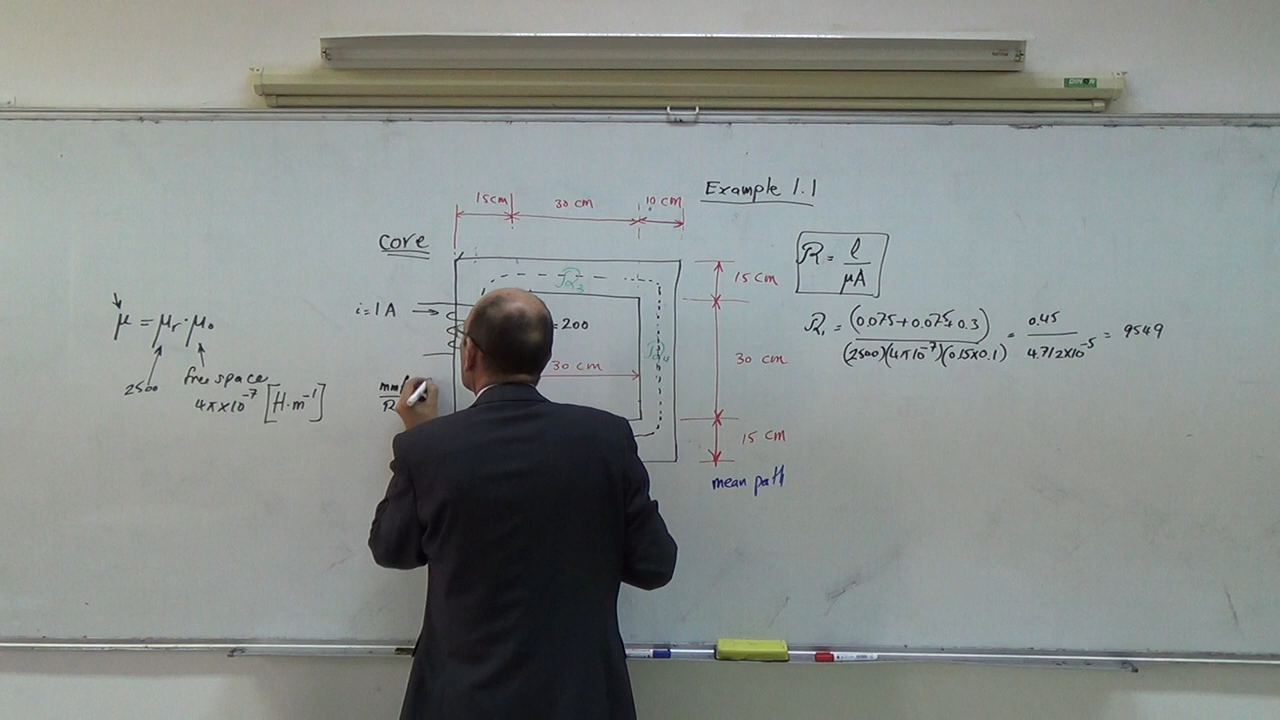 Example 1.1
15cm
30 cm
10 cm
core
R = l / μA
15 cm
R3
i=1A
=200
μ = μr · μ0
R1 = (0.075+0.075+0.3) / (2500)(4π×10⁻⁷)(0.15×0.1) = 0.45 / 4.712×10⁻⁵ = 9549
30 cm
30 cm
2500
free space
4π×10⁻⁷ [H·m⁻¹]
15 cm
mean path